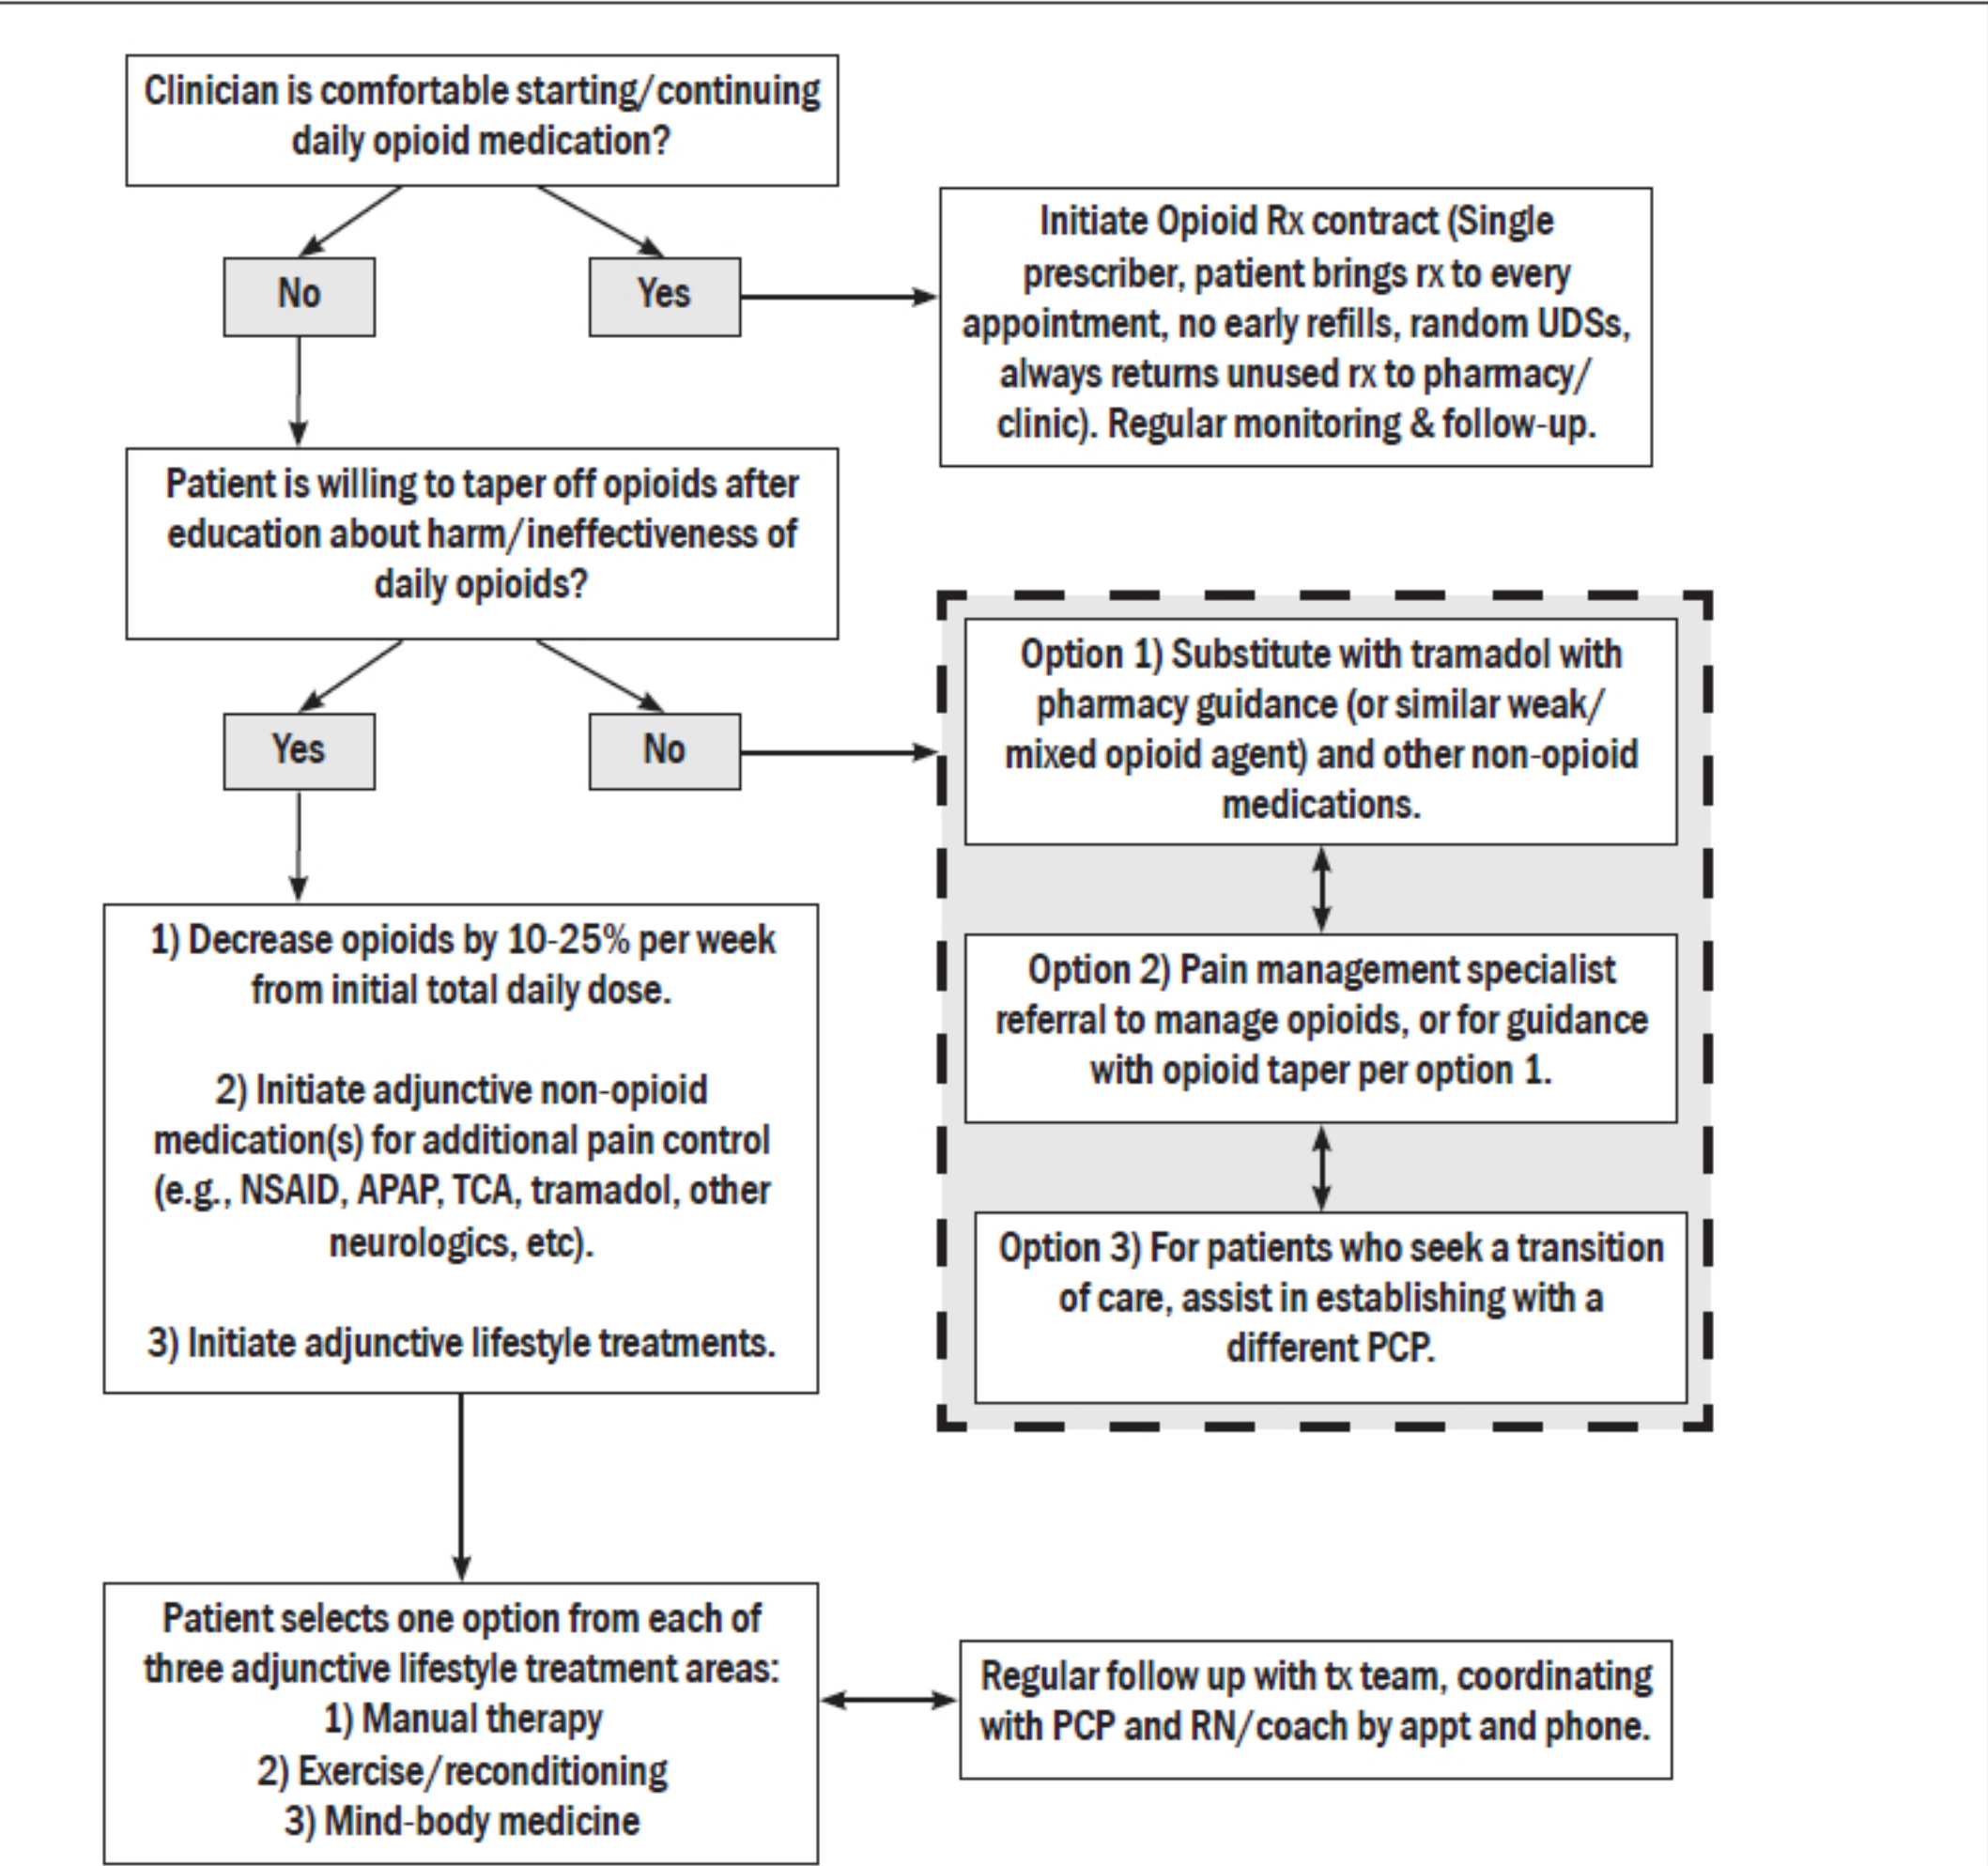 Clinician is comfortable starting/continuing
daily opioid medication?
No
Yes
Initiate Opioid Rx contract (Single
prescriber, patient brings rx to every
appointment, no early refills, random UDSs,
always returns unused rx to pharmacy/
clinic). Regular monitoring & follow-up.
Patient is willing to taper off opioids after
education about harm/ineffectiveness of
daily opioids?
Yes
No
Option 1) Substitute with tramadol with
pharmacy guidance (or similar weak/
mixed opioid agent) and other non-opioid
medications.
Option 2) Pain management specialist
referral to manage opioids, or for guidance
with opioid taper per option 1.
Option 3) For patients who seek a transition
of care, assist in establishing with a
different PCP.
1) Decrease opioids by 10-25% per week
from initial total daily dose.
2) Initiate adjunctive non-opioid
medication(s) for additional pain control
(e.g., NSAID, APAP, TCA, tramadol, other
neurologics, etc).
3) Initiate adjunctive lifestyle treatments.
Patient selects one option from each of
three adjunctive lifestyle treatment areas:
1) Manual therapy
2) Exercise/reconditioning
3) Mind-body medicine
Regular follow up with tx team, coordinating
with PCP and RN/coach by appt and phone.